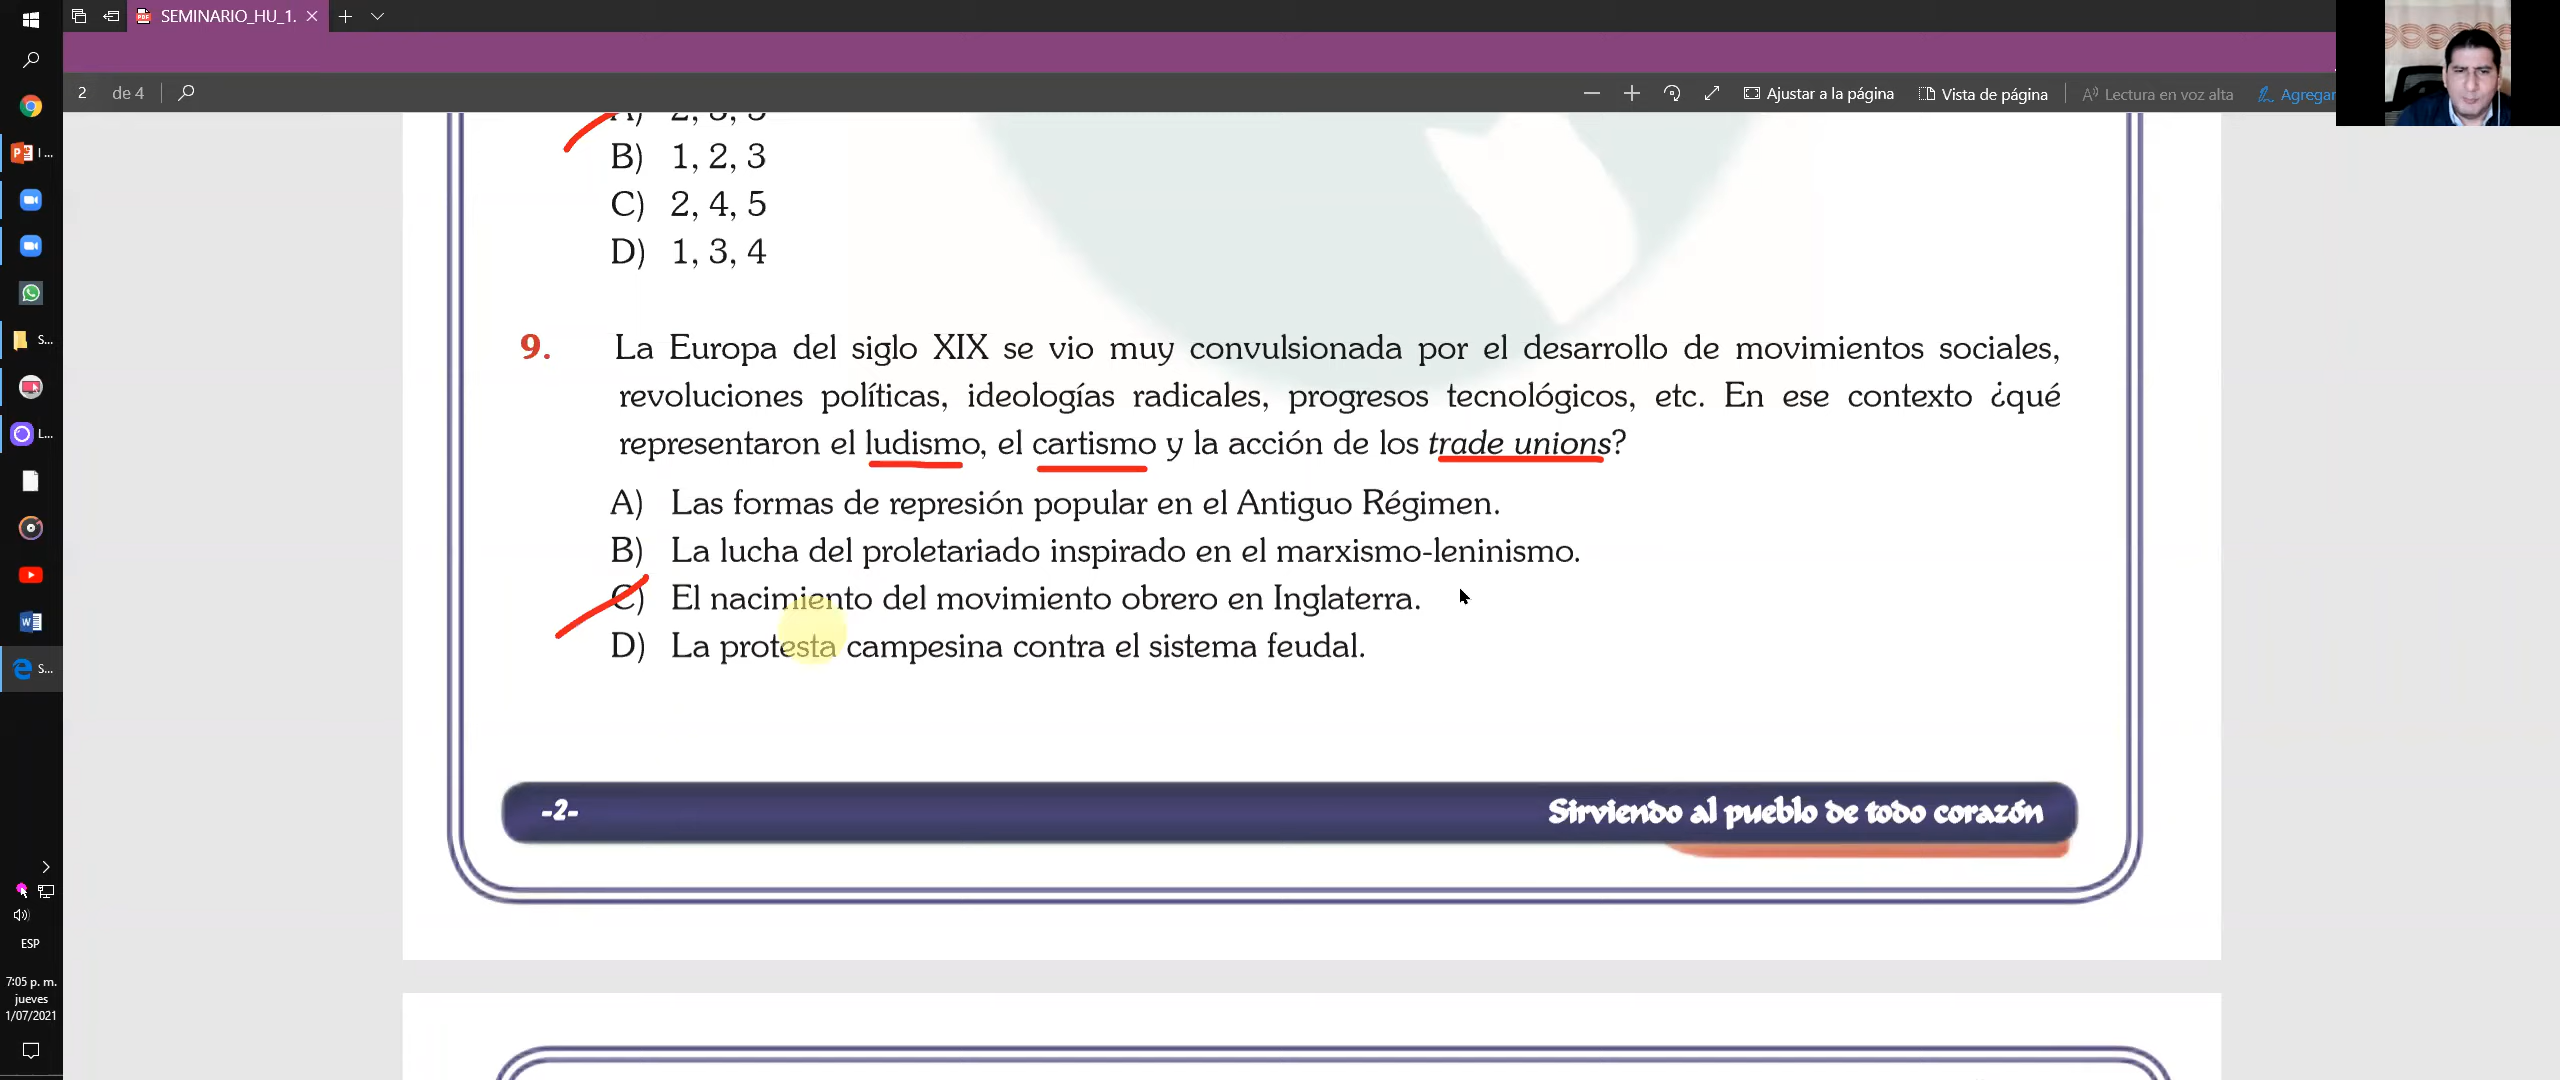 SEMINARIO_HU_1.
2 de 4
Ajustar a la página
Vista de página
Lectura en voz alta
Agregar
A) 2, 3, 5
B) 1, 2, 3
C) 2, 4, 5
D) 1, 3, 4
9. La Europa del siglo XIX se vio muy convulsionada por el desarrollo de movimientos sociales,
revoluciones políticas, ideologías radicales, progresos tecnológicos, etc. En ese contexto ¿qué
representaron el ludismo, el cartismo y la acción de los trade unions?
A) Las formas de represión popular en el Antiguo Régimen.
B) La lucha del proletariado inspirado en el marxismo-leninismo.
C) El nacimiento del movimiento obrero en Inglaterra.
D) La protesta campesina contra el sistema feudal.
-2-
Sirviendo al pueblo de todo corazón
I ...
S...
L...
S...
ESP
7:05 p. m.
jueves
1/07/2021